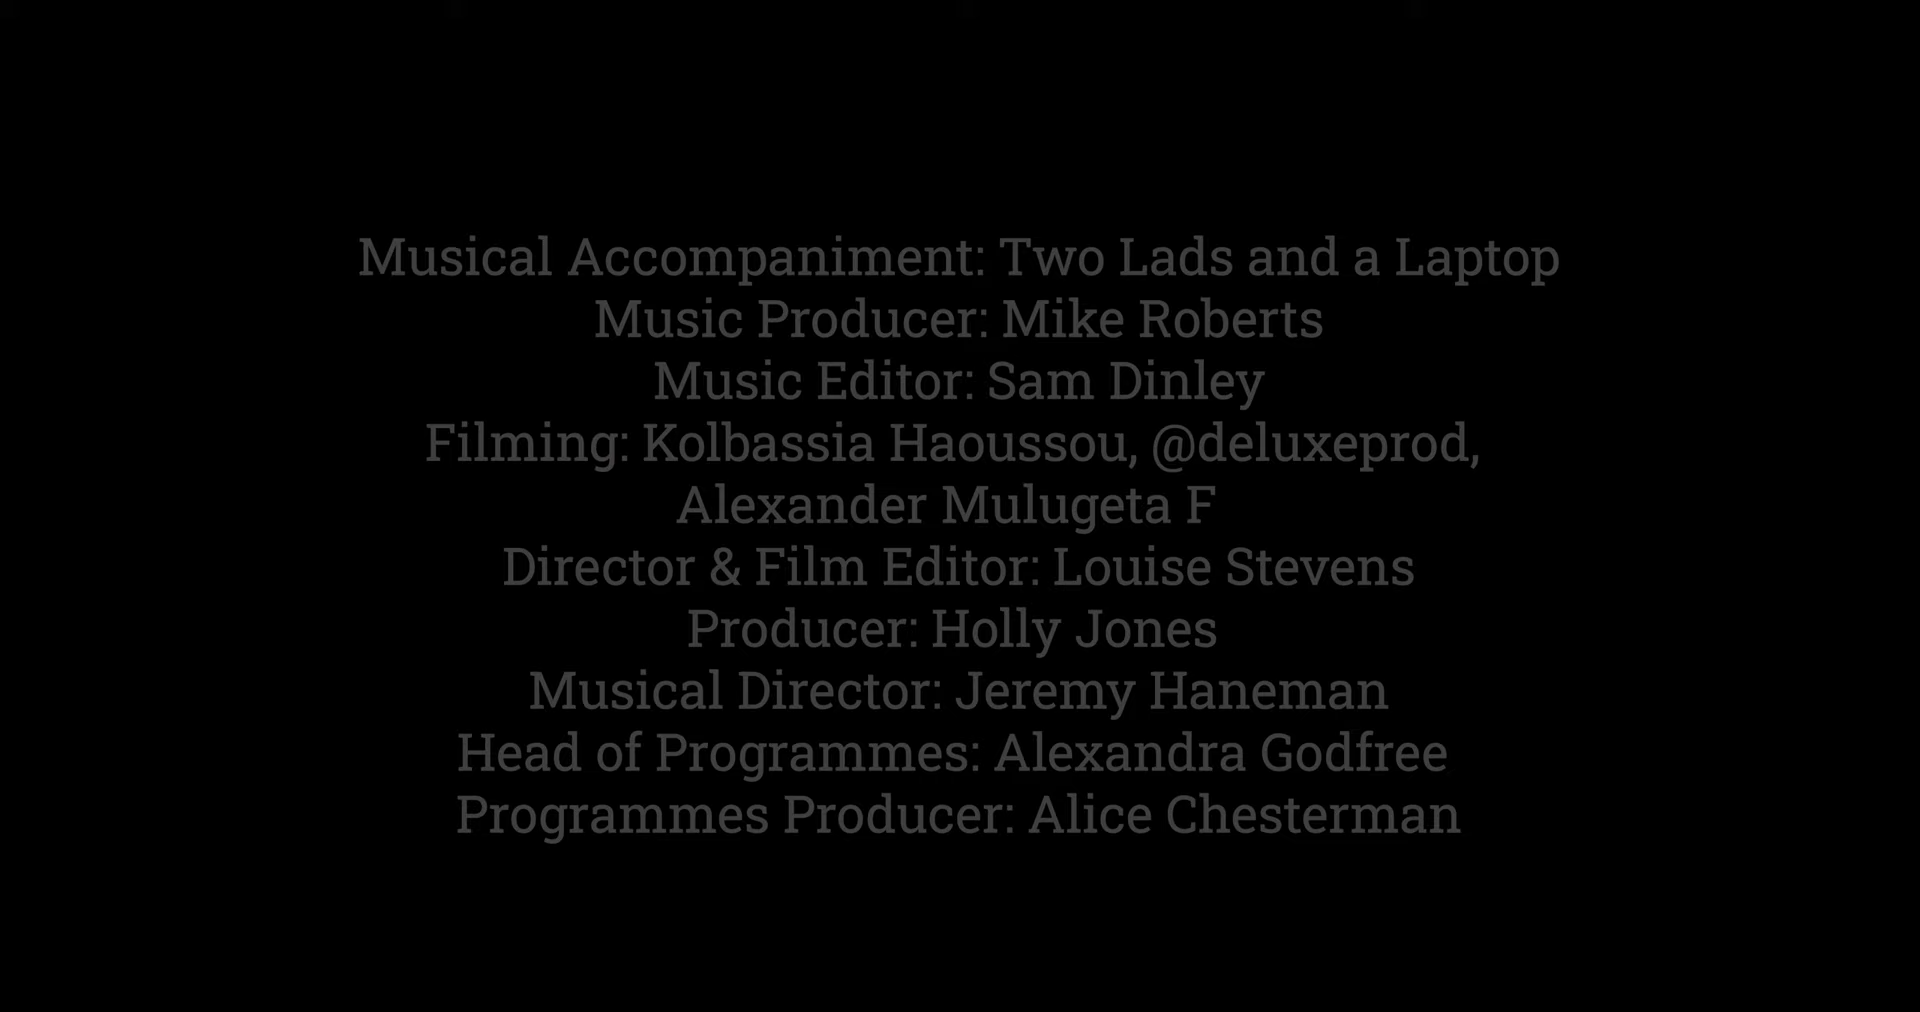 Musical Accompaniment: Two Lads and a Laptop
Music Producer: Mike Roberts
Music Editor: Sam Dinley
Filming: Kolbassia Haoussou, @deluxeprod,
Alexander Mulugeta F
Director & Film Editor: Louise Stevens
Producer: Holly Jones
Musical Director: Jeremy Haneman
Head of Programmes: Alexandra Godfree
Programmes Producer: Alice Chesterman